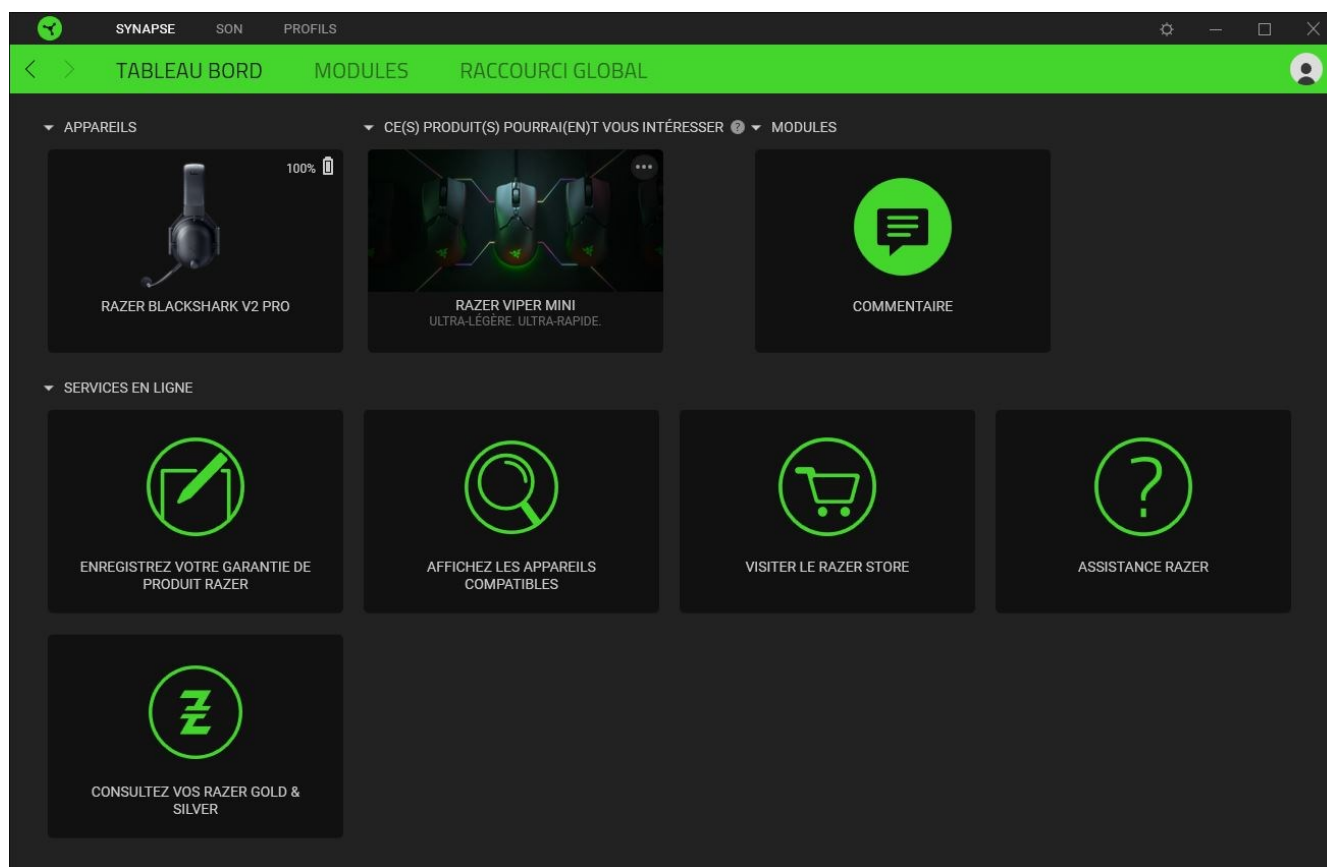 SYNAPSE SON PROFILS
TABLEAU BORD MODULES RACCOURCI GLOBAL
APPAREILS
CE(S) PRODUIT(S) POURRAI(EN)T VOUS INTÉRESSER ?
MODULES
100%
RAZER BLACKSHARK V2 PRO
RAZER VIPER MINI
ULTRA-LÉGÈRE. ULTRA-RAPIDE.
COMMENTAIRE
SERVICES EN LIGNE
ENREGISTREZ VOTRE GARANTIE DE
PRODUIT RAZER
AFFICHEZ LES APPAREILS
COMPATIBLES
VISITER LE RAZER STORE
?
ASSISTANCE RAZER
CONSULTEZ VOS RAZER GOLD &
SILVER